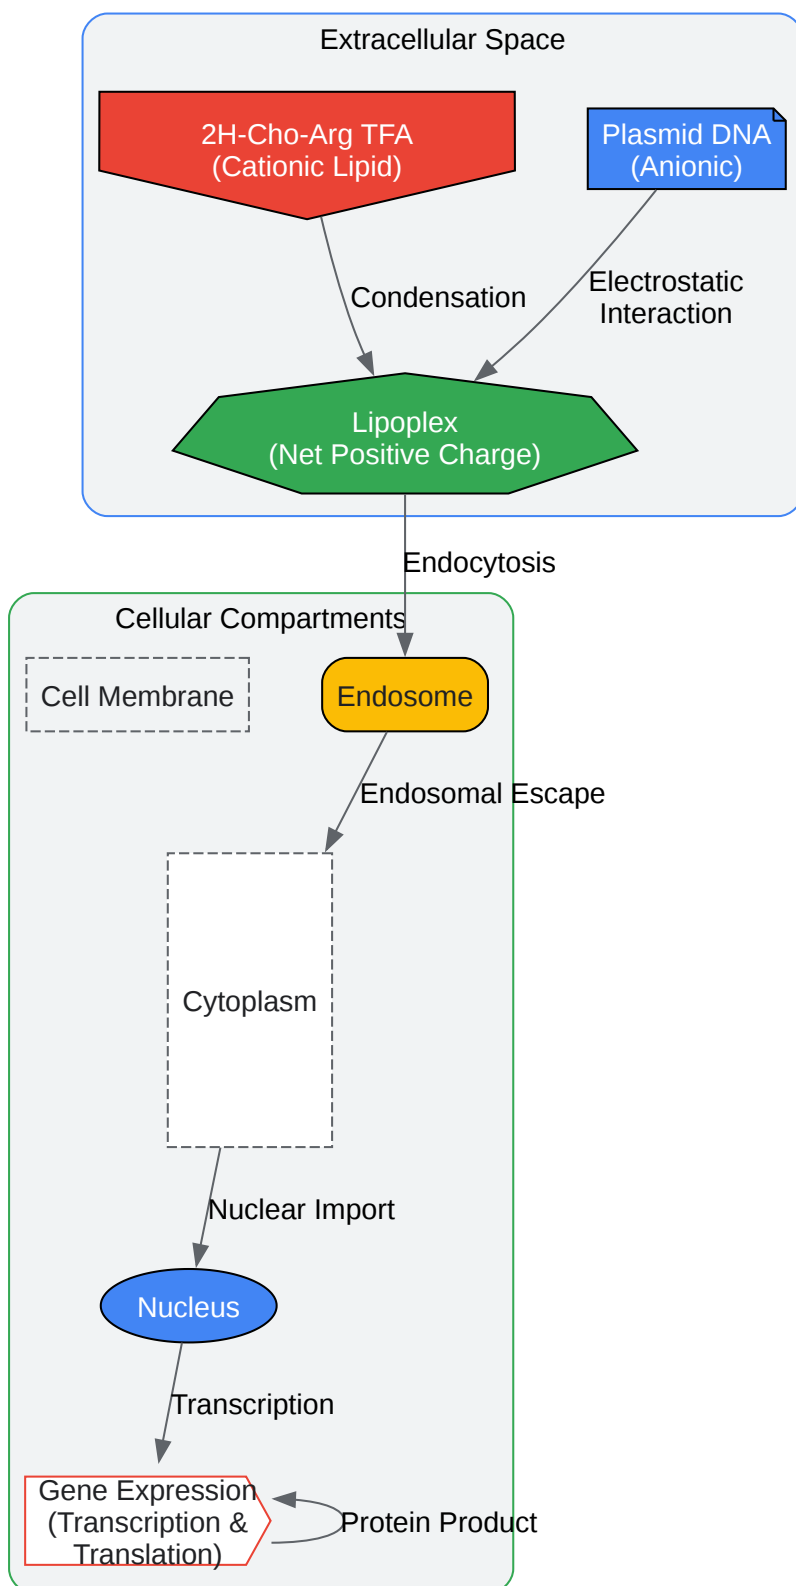 Extracellular Space
2H-Cho-Arg TFA
(Cationic Lipid)
Plasmid DNA
(Anionic)
Condensation
Electrostatic
Interaction
Lipoplex
(Net Positive Charge)
Endocytosis
Cellular Compartments
Cell Membrane
Endosome
Endosomal Escape
Cytoplasm
Nuclear Import
Nucleus
Transcription
Gene Expression
(Transcription &
Translation)
Protein Product